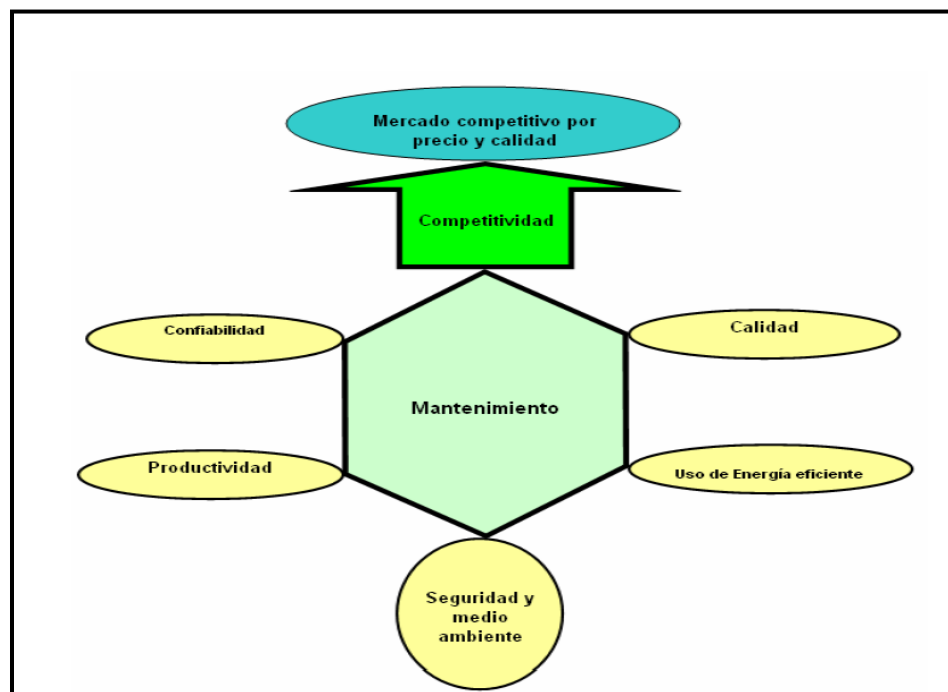 Mercado competitivo por
precio y calidad
Competitividad
Confiabilidad
Calidad
Mantenimiento
Productividad
Uso de Energía eficiente
Seguridad y
medio
ambiente